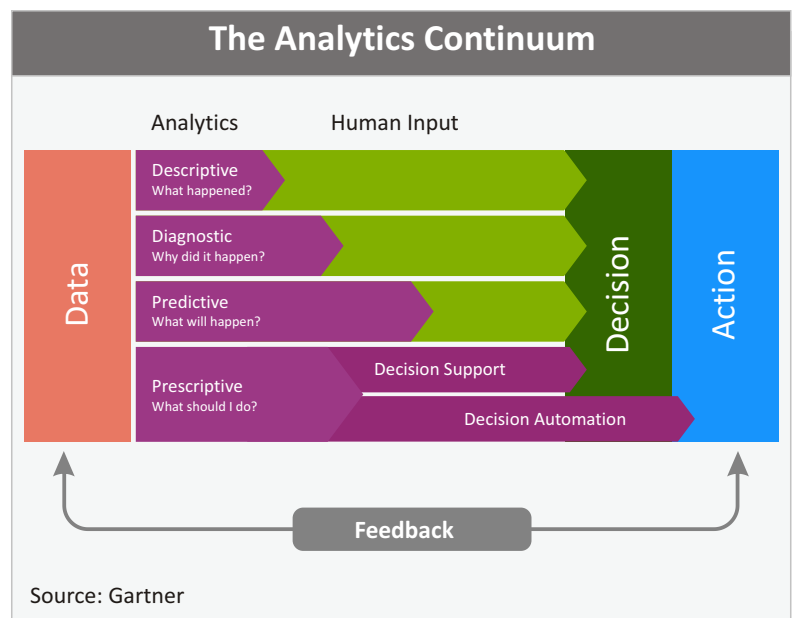 The Analytics Continuum
Analytics
Human Input
Data
Descriptive
What happened?
Diagnostic
Why did it happen?
Predictive
What will happen?
Prescriptive
What should I do?
Decision Support
Decision Automation
Decision
Action
Feedback
Source: Gartner